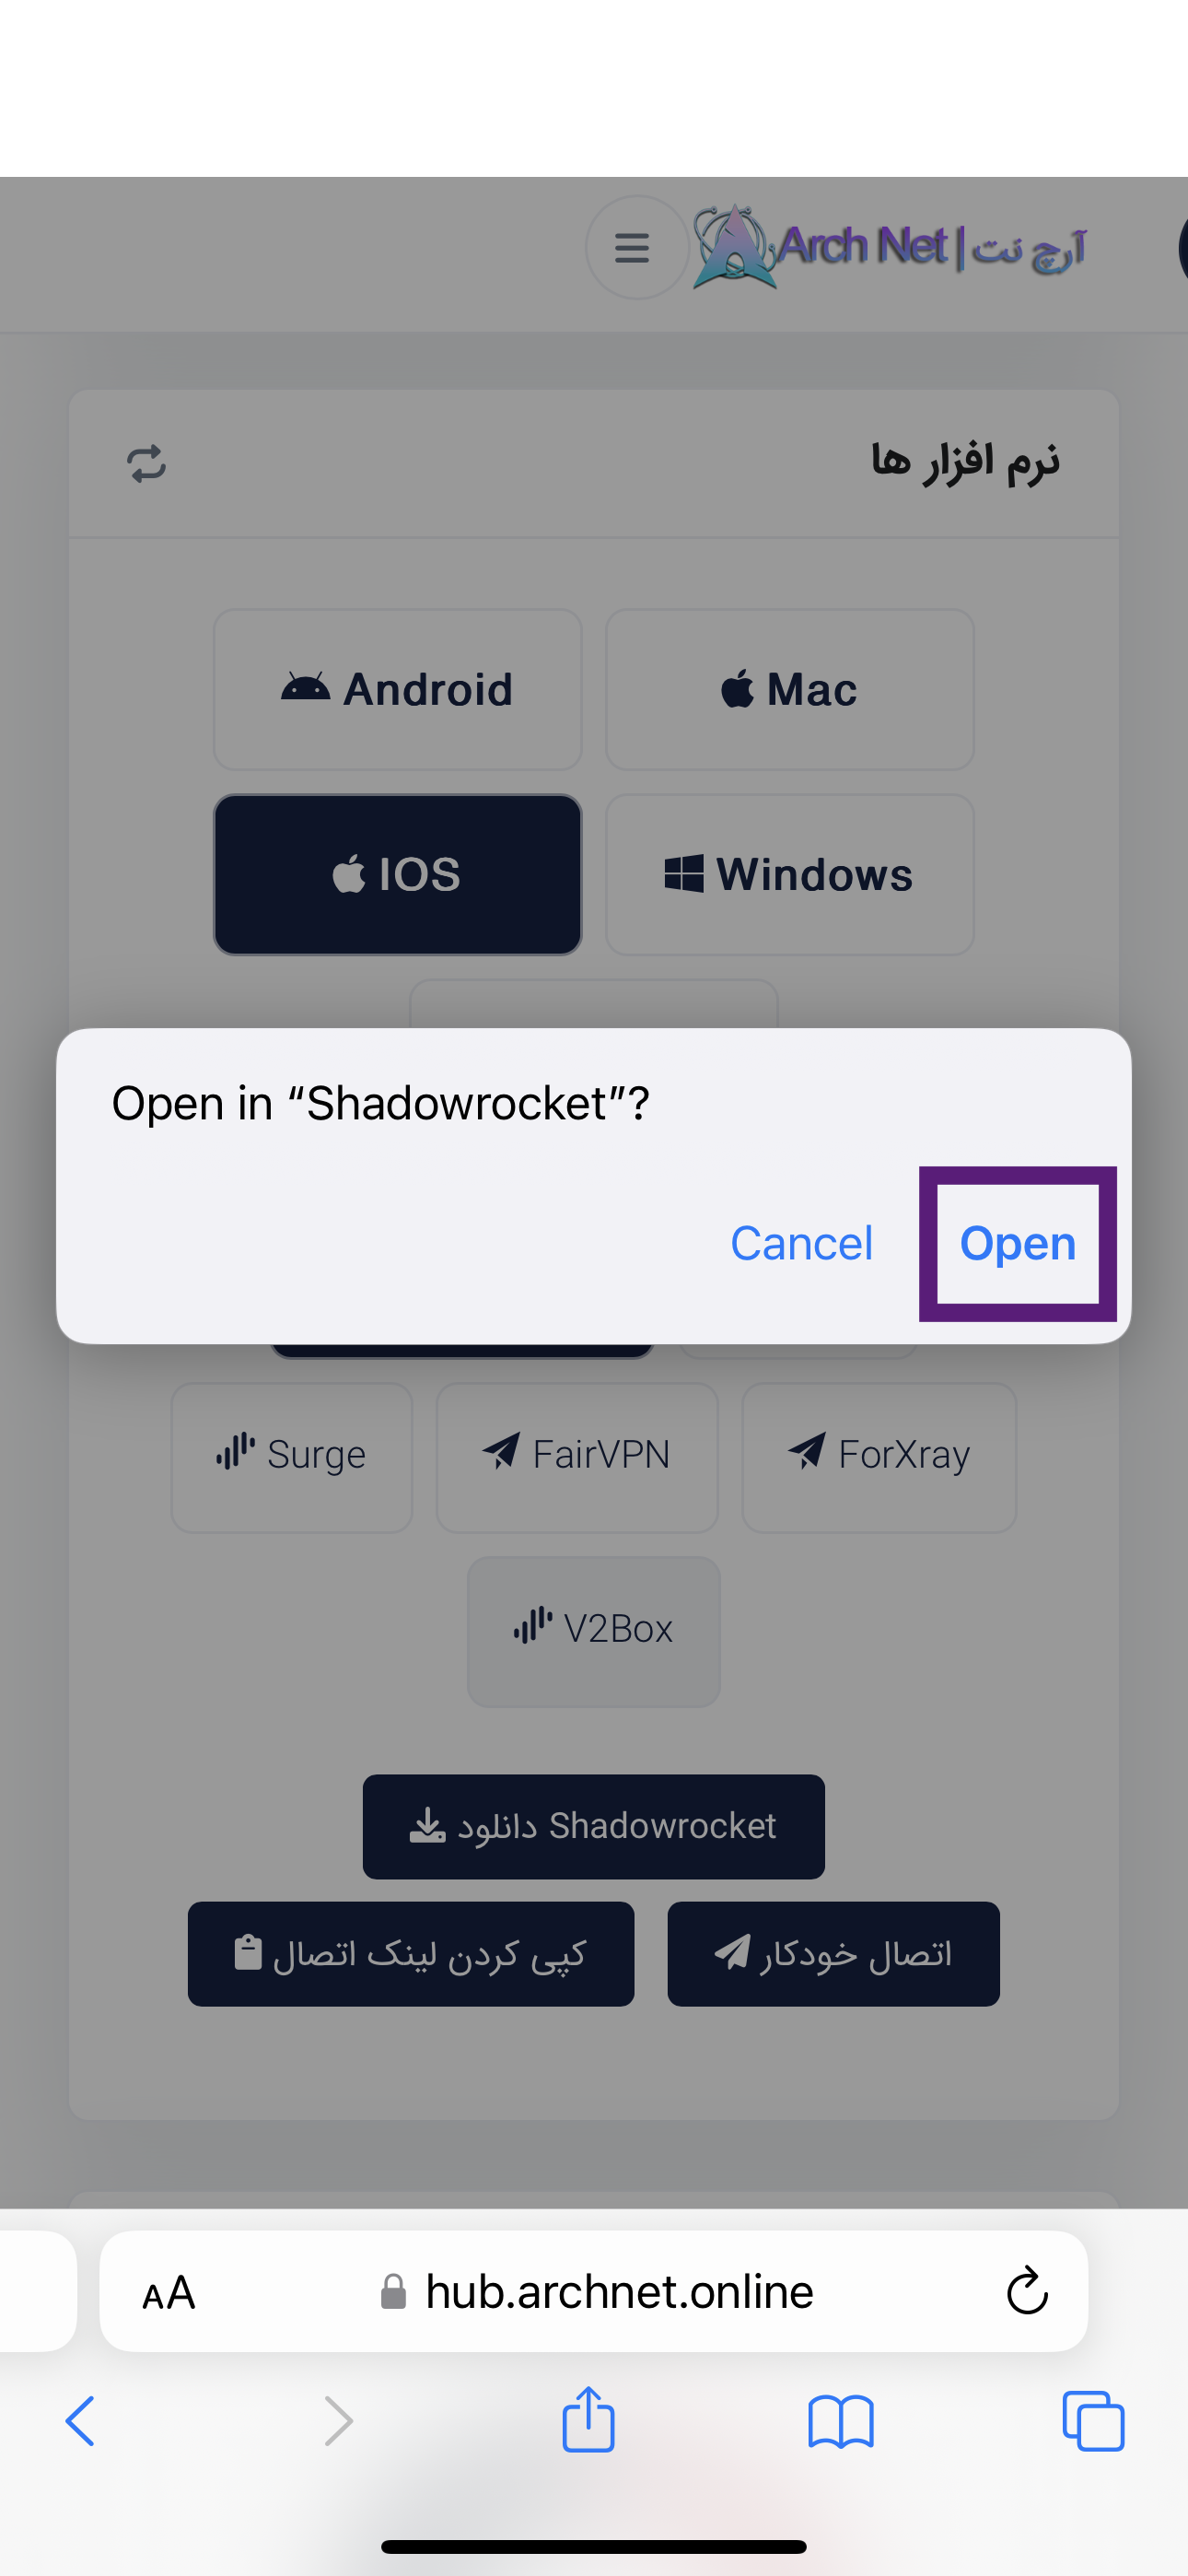 Arch Net | آرچ نت
نرم افزار ها
Android
Mac
IOS
Windows
Open in “Shadowrocket”?
Cancel
Open
Surge
FairVPN
ForXray
V2Box
دانلود Shadowrocket
کپی کردن لینک اتصال
اتصال خودکار
AA
hub.archnet.online